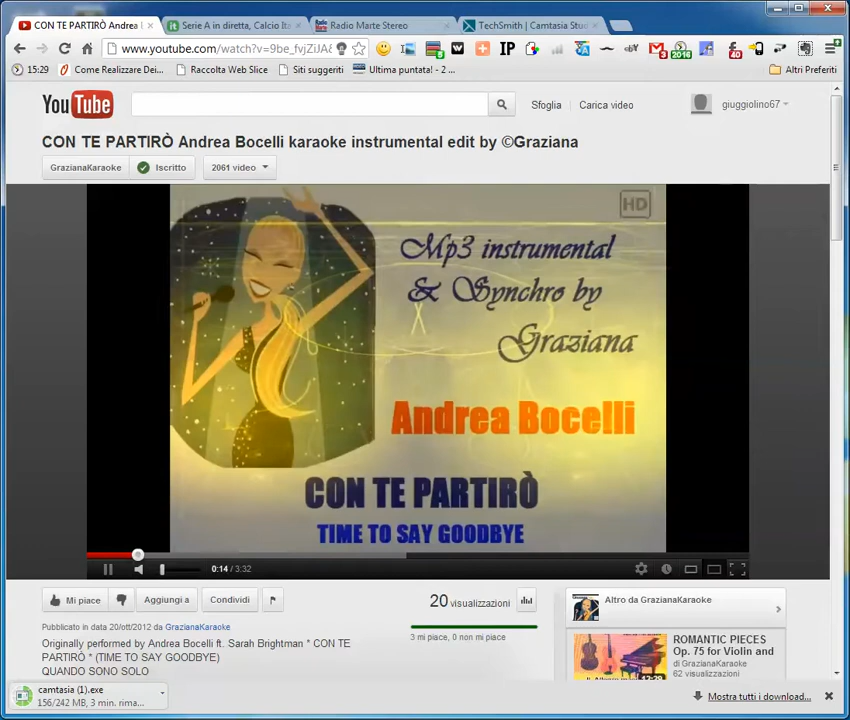 CON TE PARTIRÒ Andrea
Serie A in diretta, Calcio Ita
Radio Marte Stereo
TechSmith | Camtasia Stud
www.youtube.com/watch?v=9be_fvjZiJA&
15:29
Come Realizzare Dei...
Raccolta Web Slice
Siti suggeriti
Ultima puntata! - 2 ...
Altri Preferiti
YouTube
Sfoglia
Carica video
giuggiolino67
CON TE PARTIRÒ Andrea Bocelli karaoke instrumental edit by ©Graziana
GrazianaKaraoke
Iscritto
2061 video
HD
Mp3 instrumental
& Synchro by
Graziana
Andrea Bocelli
CON TE PARTIRÒ
TIME TO SAY GOODBYE
0:14 / 3:32
Mi piace
Aggiungi a
Condividi
20 visualizzazioni
Altro da GrazianaKaraoke
Pubblicato in data 20/ott/2012 da GrazianaKaraoke
3 mi piace, 0 non mi piace
Originally performed by Andrea Bocelli ft. Sarah Brightman * CON TE
PARTIRÒ * (TIME TO SAY GOODBYE)
QUANDO SONO SOLO
ROMANTIC PIECES
Op. 75 for Violin and
di GrazianaKaraoke
62 visualizzazioni
camtasia (1).exe
156/242 MB, 3 min. rima...
Mostra tutti i download...